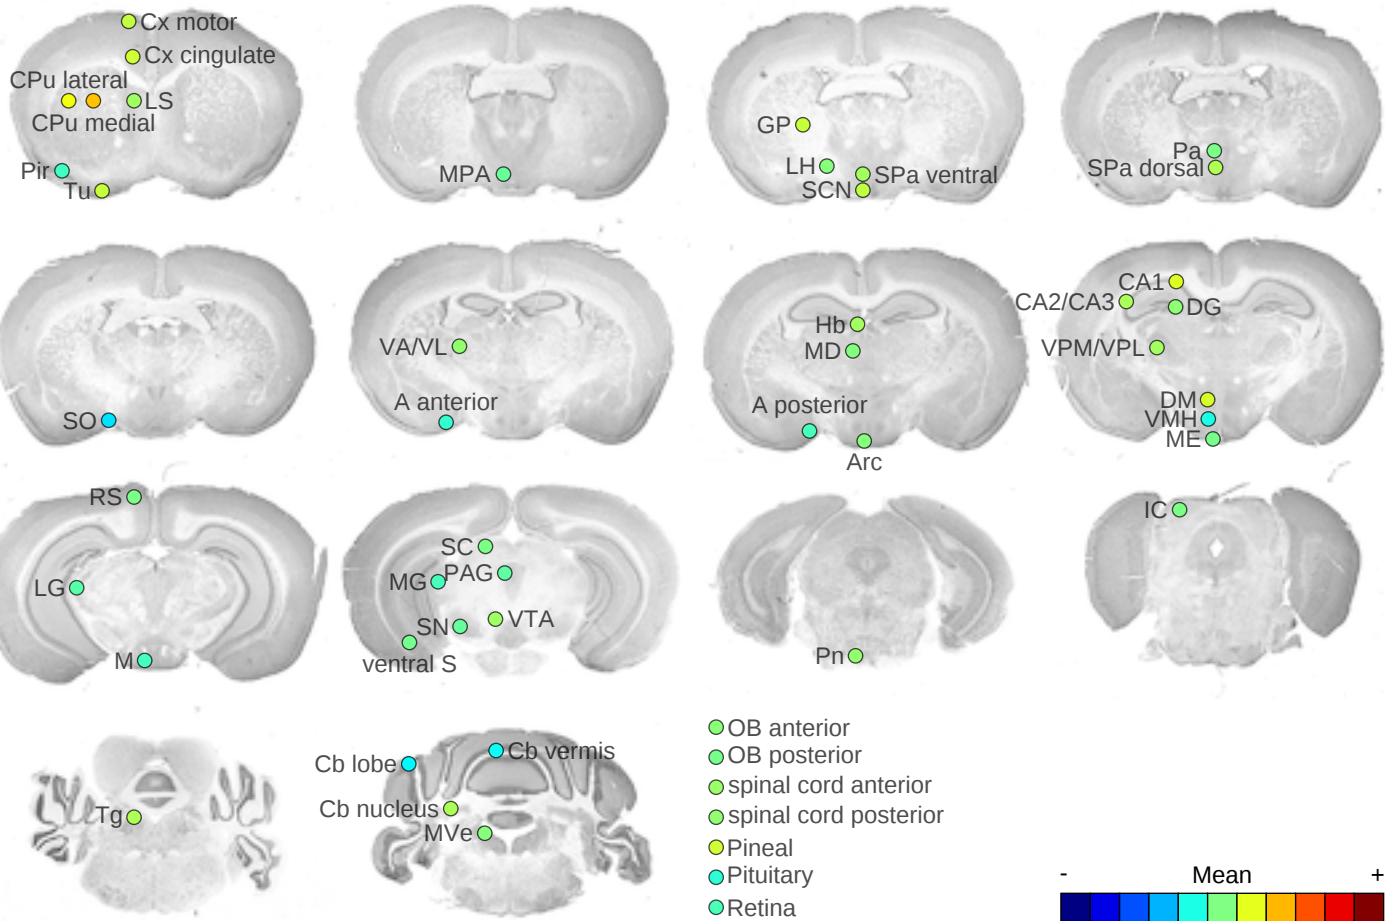 Cx motor
Cx cingulate
CPu lateral
LS
CPu medial
Pir
Tu
MPA
GP
LH
SPa ventral
SCN
Pa
SPa dorsal
SO
VA/VL
A anterior
Hb
MD
A posterior
Arc
CA1
CA2/CA3
DG
VPM/VPL
DM
VMH
ME
RS
LG
M
SC
PAG
MG
SN
VTA
ventral S
Pn
IC
Tg
Cb lobe
Cb vermis
Cb nucleus
MVe
OB anterior
OB posterior
spinal cord anterior
spinal cord posterior
Pineal
Pituitary
Retina
- Mean +